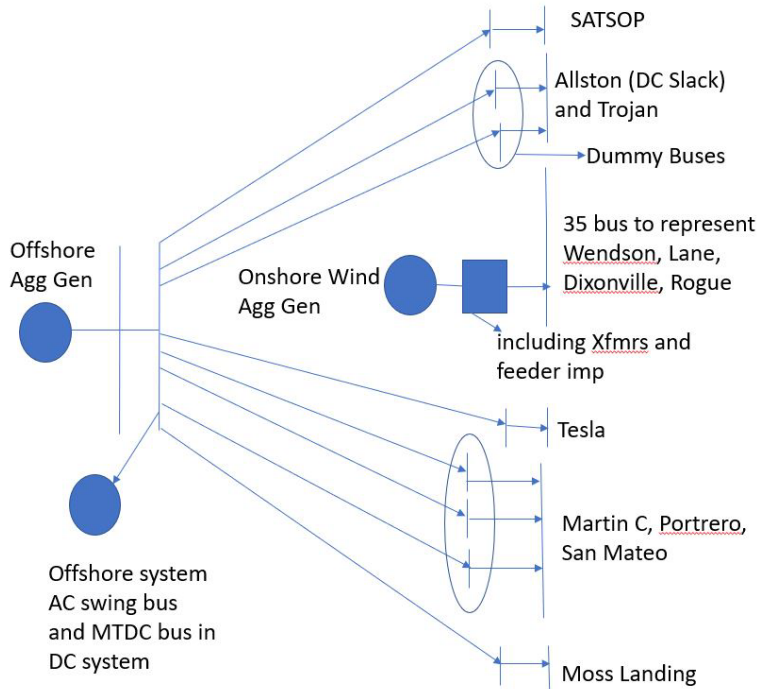 SATSOP
Allston (DC Slack)
and Trojan
Dummy Buses
35 bus to represent
Wendson, Lane,
Dixonville, Rogue
Offshore
Agg Gen
Onshore Wind
Agg Gen
including Xfmrs and
feeder imp
Tesla
Martin C, Portrero,
San Mateo
Offshore system
AC swing bus
and MTDC bus in
DC system
Moss Landing